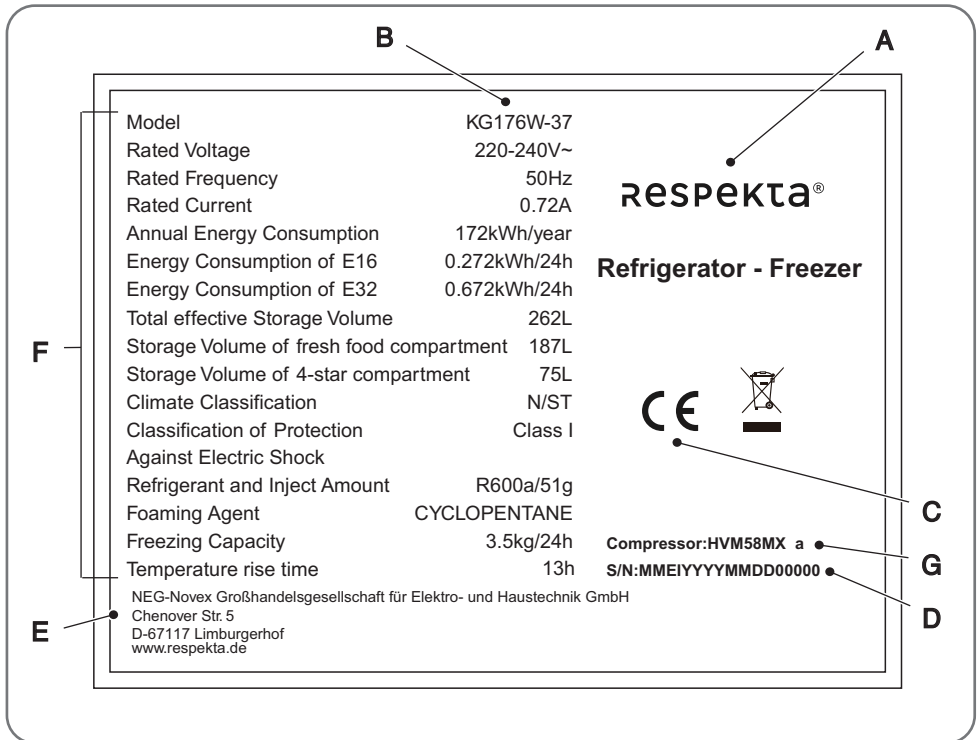 B
A
Model KG176W-37
Rated Voltage 220-240V~
Rated Frequency 50Hz
Rated Current 0.72A
Annual Energy Consumption 172kWh/year
Energy Consumption of E16 0.272kWh/24h
Energy Consumption of E32 0.672kWh/24h
Total effective Storage Volume 262L
Storage Volume of fresh food compartment 187L
Storage Volume of 4-star compartment 75L
Climate Classification N/ST
Classification of Protection Class I
Against Electric Shock
Refrigerant and Inject Amount R600a/51g
Foaming Agent CYCLOPENTANE
Freezing Capacity 3.5kg/24h
Temperature rise time 13h
F
respekta®
Refrigerator - Freezer
CE
C
Compressor:HVM58MX a
G
S/N:MMEIYYYYMMDD00000
D
NEG-Novex Großhandelsgesellschaft für Elektro- und Haustechnik GmbH
Chenover Str. 5
D-67117 Limburgerhof
www.respekta.de
E